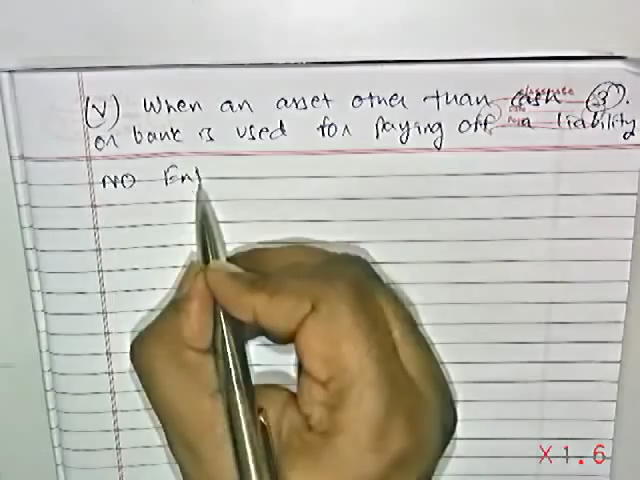 (V) When an asset other than cash (3).
or bank is used for paying off a liability
NO Ent
X1.6